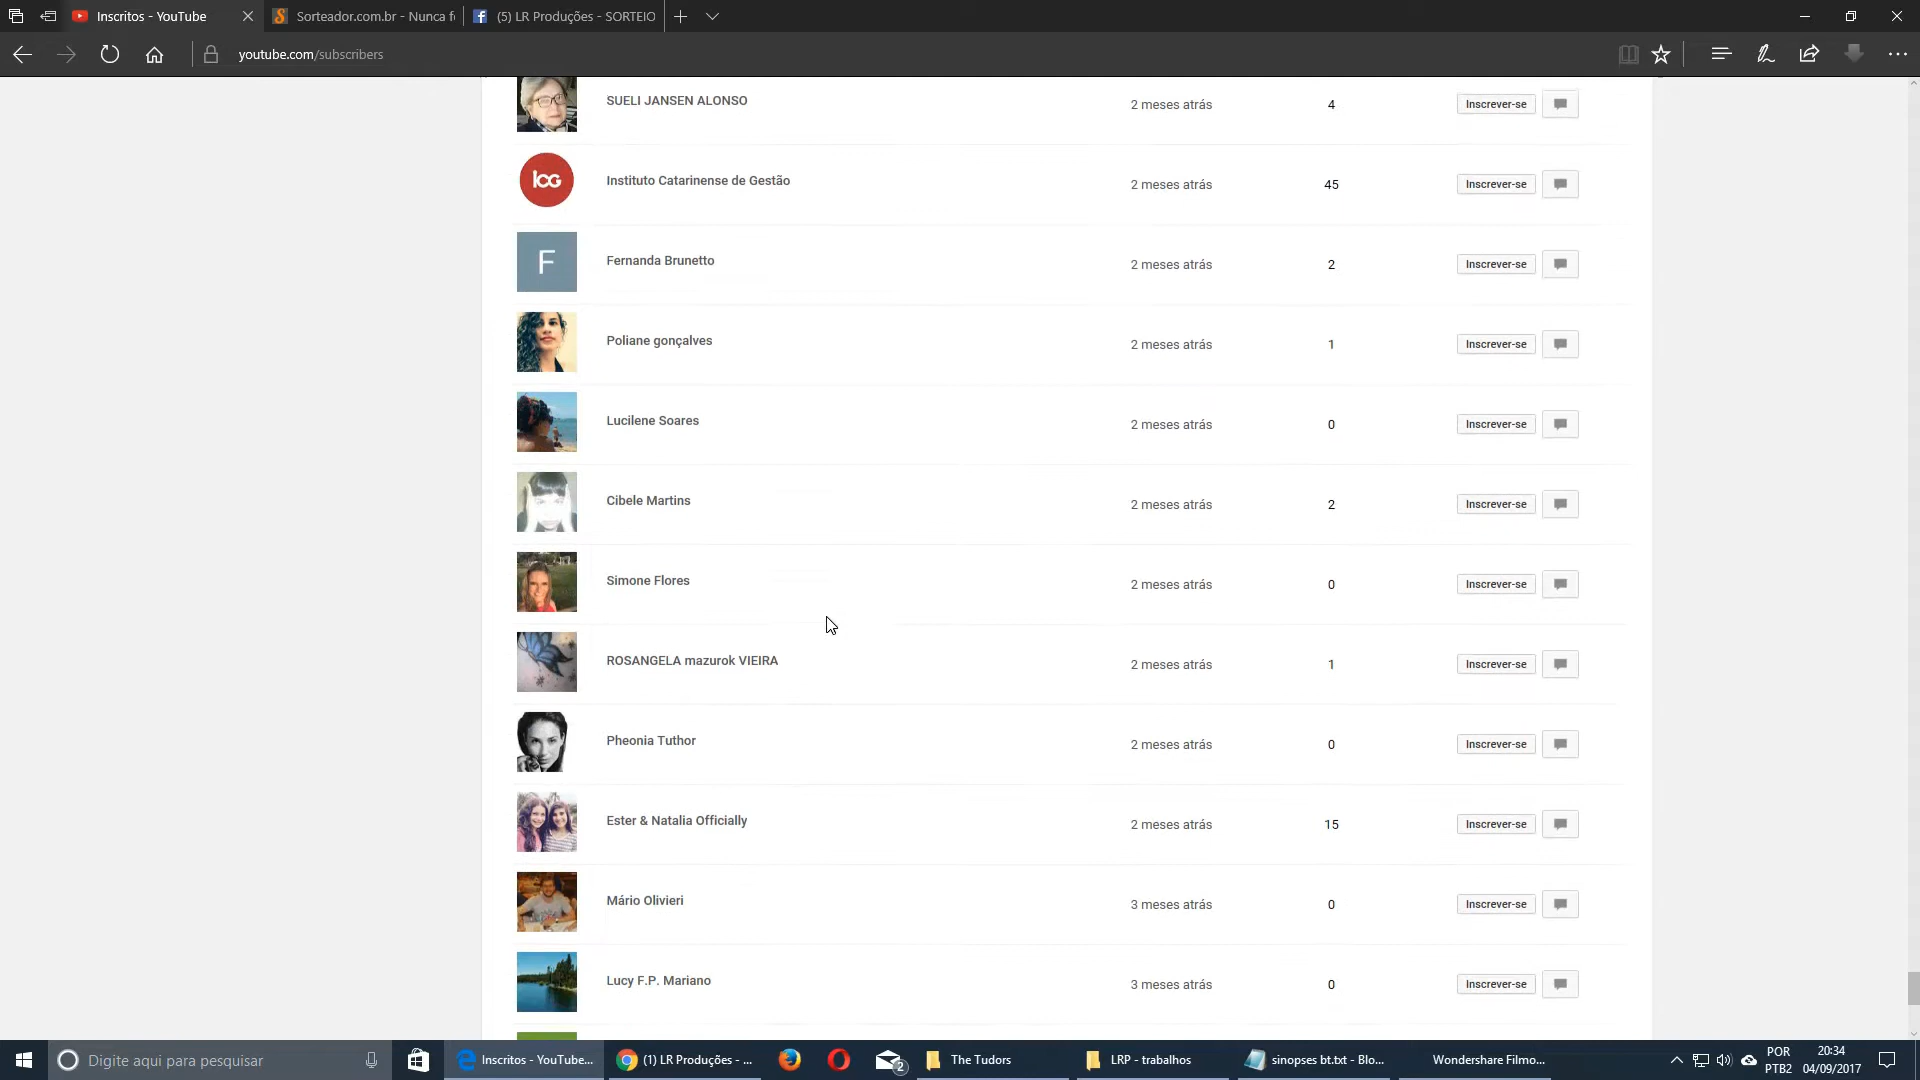 Inscritos - YouTube
Sorteador.com.br - Nunca f
(5) LR Produções - SORTEIO
youtube.com/subscribers
SUELI JANSEN ALONSO 2 meses atrás 4 Inscrever-se
ICG Instituto Catarinense de Gestão 2 meses atrás 45 Inscrever-se
F Fernanda Brunetto 2 meses atrás 2 Inscrever-se
Poliane gonçalves 2 meses atrás 1 Inscrever-se
Lucilene Soares 2 meses atrás 0 Inscrever-se
Cibele Martins 2 meses atrás 2 Inscrever-se
Simone Flores 2 meses atrás 0 Inscrever-se
ROSANGELA mazurok VIEIRA 2 meses atrás 1 Inscrever-se
Pheonia Tuthor 2 meses atrás 0 Inscrever-se
Ester & Natalia Officially 2 meses atrás 15 Inscrever-se
Mário Olivieri 3 meses atrás 0 Inscrever-se
Lucy F.P. Mariano 3 meses atrás 0 Inscrever-se
Digite aqui para pesquisar
Inscritos - YouTube...
(1) LR Produções - ...
2
The Tudors
LRP - trabalhos
sinopses bt.txt - Blo...
Wondershare Filmo...
POR
PTB2
20:34
04/09/2017